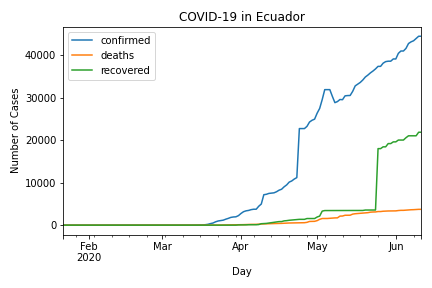 COVID-19 in Ecuador
confirmed
deaths
recovered
Number of Cases
40000
30000
20000
10000
0
Feb
2020
Mar
Apr
May
Jun
Day